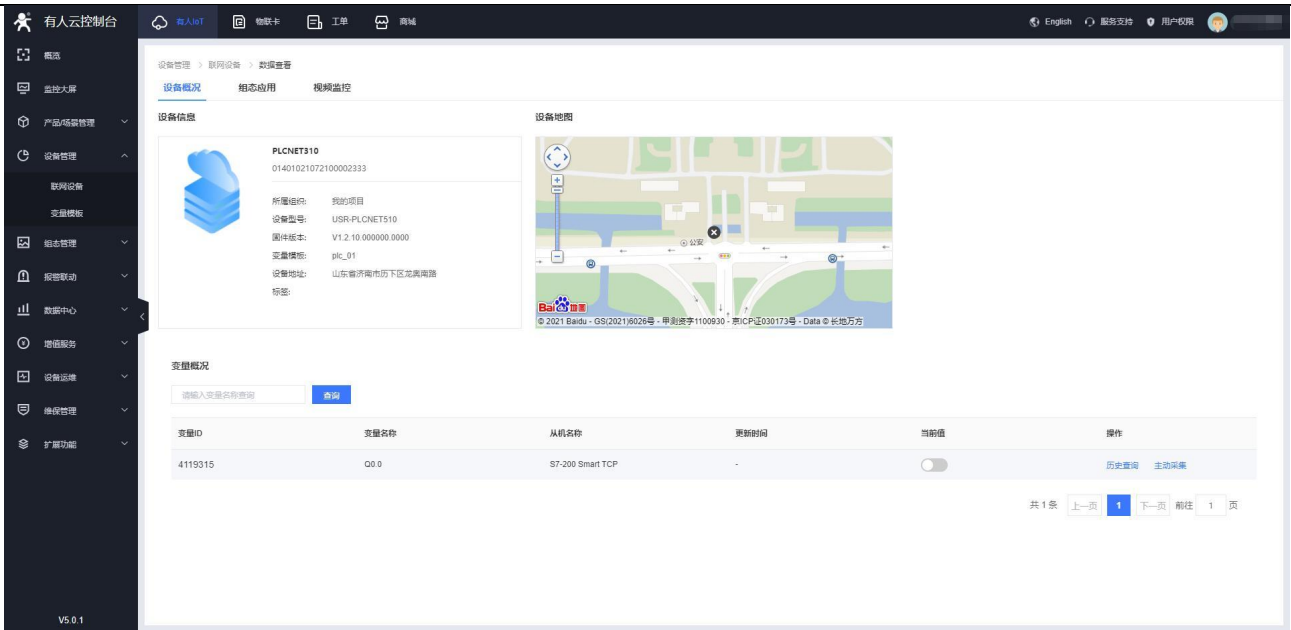 有人云控制台
有人IoT 物联卡 工单 商城
English 服务支持 用户权限
概览
监控大屏
产品/场景管理
设备管理
联网设备
变量模板
组态管理
报警联动
数据中心
增值服务
设备运维
维保管理
扩展功能
V5.0.1
设备管理 > 联网设备 > 数据查看
设备概况 组态应用 视频监控
设备信息
PLCNET310
01401021072100002333
所属组织: 我的项目
设备型号: USR-PLCNET510
固件版本: V1.2.10.000000.0000
变量模板: plc_01
设备地址: 山东省济南市历下区龙奥南路
标签:
设备地图
公安
Bai 地图
© 2021 Baidu - GS(2021)6026号 - 甲测资字1100930 - 京ICP证030173号 - Data © 长地万方
变量概况
请输入变量名称查询 查询
变量ID 变量名称 从机名称 更新时间 当前值 操作
4119315 Q0.0 S7-200 Smart TCP - 历史查询 主动采集
共 1 条 上一页 1 下一页 前往 1 页